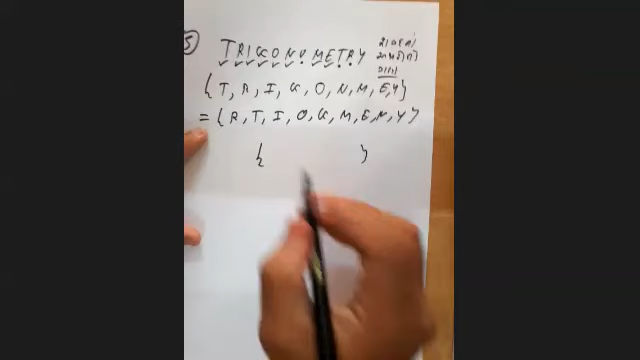 5
TRIGONOMETRY
{ T, R, I, G, O, N, M, E, Y }
= { R, T, I, O, G, M, E, N, Y }
{ }